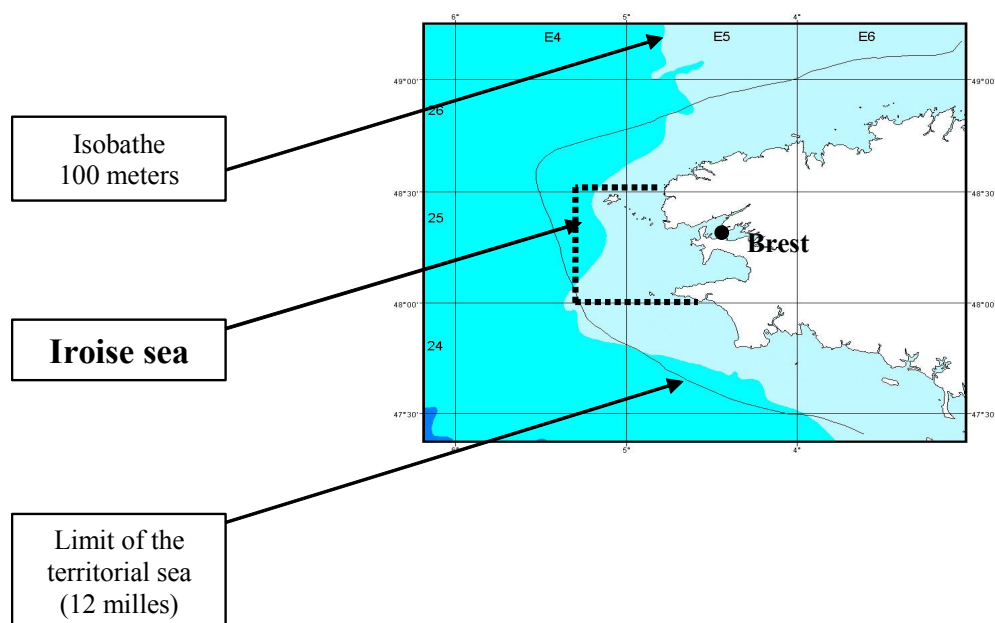 6°
5°
4°
E4
E5
E6
49°00'
49°00'
26
Isobathe
100 meters
48°30'
48°30'
25
Brest
48°00'
48°00'
Iroise sea
24
47°30'
47°30'
6°
5°
4°
Limit of the
territorial sea
(12 milles)